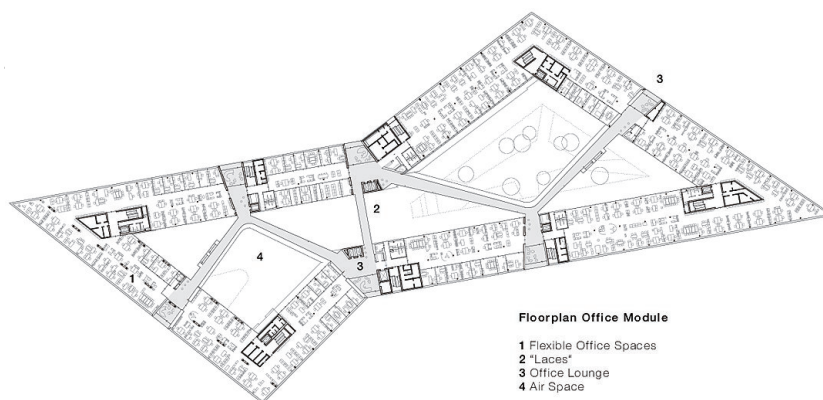 3
2
4
3
1
Floorplan Office Module
1 Flexible Office Spaces
2 "Laces"
3 Office Lounge
4 Air Space